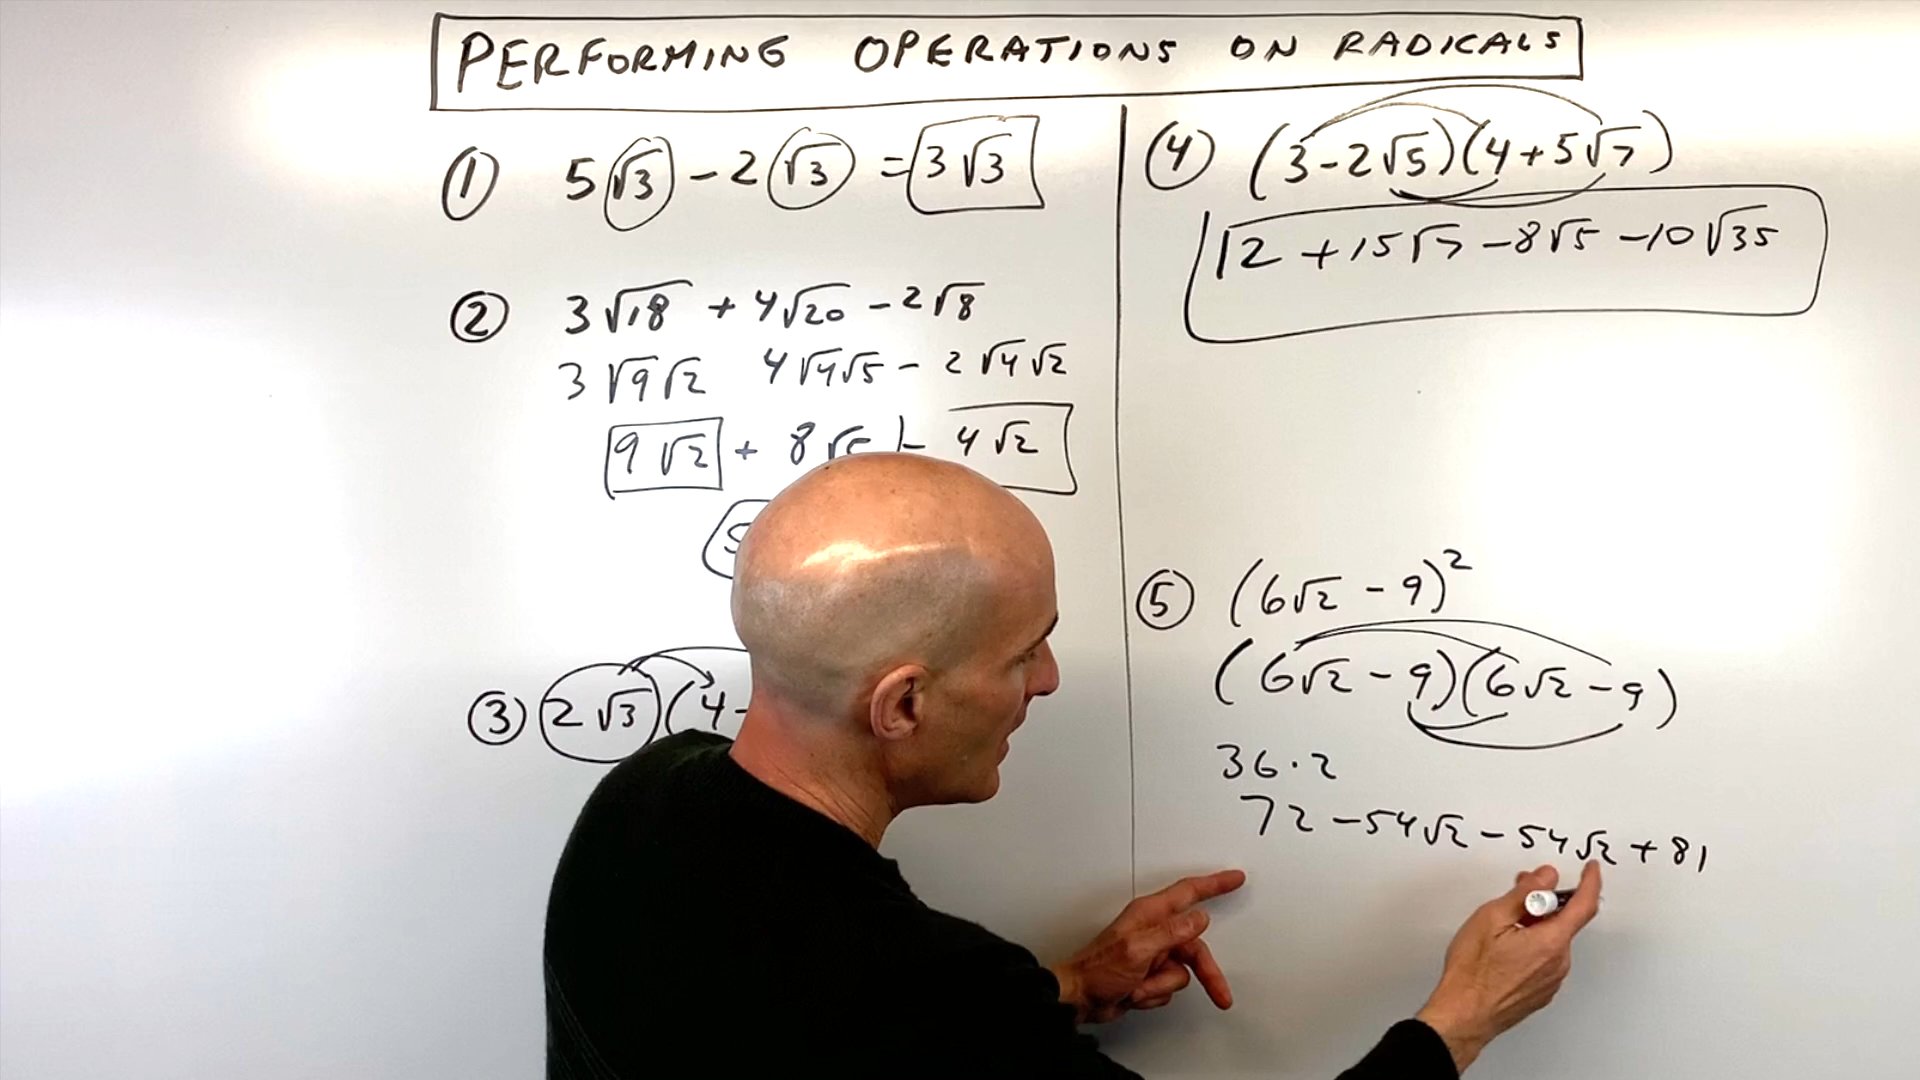 PERFORMING OPERATIONS ON RADICALS
① 5√3 - 2√3 = 3√3
② 3√18 + 4√20 - 2√8
3√9√2 4√4√5 - 2√4√2
9√2 + 8 - 4√2
③ 2√3(4-
④ (3-2√5)(4+5√7)
12 + 15√7 - 8√5 - 10√35
⑤ (6√2 - 9)²
(6√2 - 9)(6√2 - 9)
36·2
72 - 54√2 - 54√2 + 81